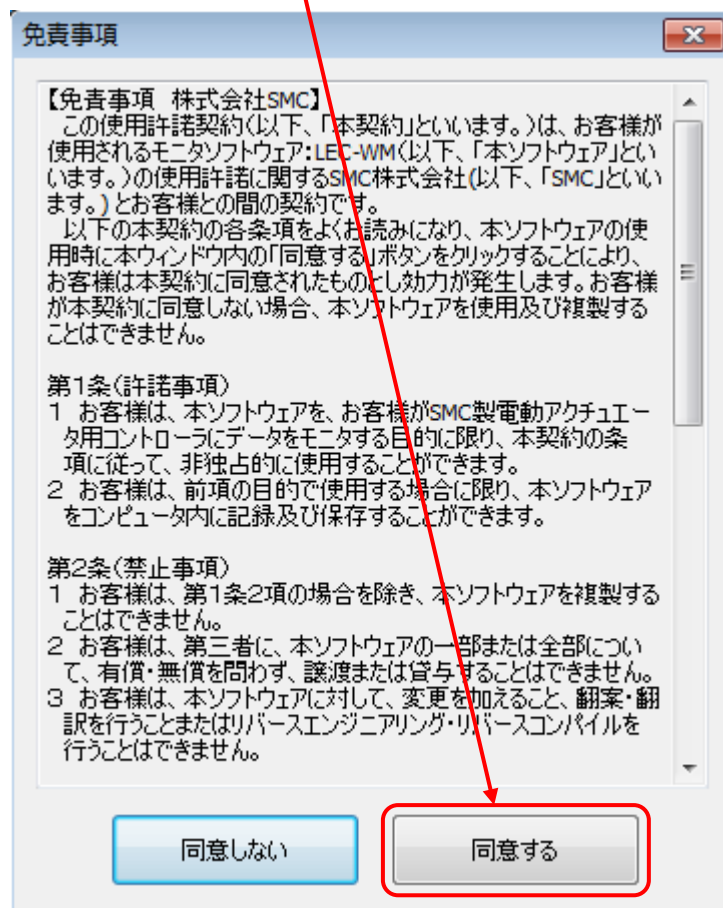 免責事項
【免責事項 株式会社SMC】
この使用許諾契約(以下、「本契約」といいます。)は、お客様が
使用されるモニタソフトウェア:LEC-WM(以下、「本ソフトウェア」とい
います。)の使用許諾に関するSMC株式会社(以下、「SMC」といい
ます。)とお客様との間の契約です。
以下の本契約の各条項をよくお読みになり、本ソフトウェアの使
用時に本ウィンドウ内の「同意する」ボタンをクリックすることにより、
お客様は本契約に同意されたものとし効力が発生します。お客様
が本契約に同意しない場合、本ソフトウェアを使用及び複製する
ことはできません。
第1条(許諾事項)
1 お客様は、本ソフトウェアを、お客様がSMC製電動アクチュエー
タ用コントローラにデータをモニタする目的に限り、本契約の条
項に従って、非独占的に使用することができます。
2 お客様は、前項の目的で使用する場合に限り、本ソフトウェア
をコンピュータ内に記録及び保存することができます。
第2条(禁止事項)
1 お客様は、第1条2項の場合を除き、本ソフトウェアを複製する
ことはできません。
2 お客様は、第三者に、本ソフトウェアの一部または全部につい
て、有償・無償を問わず、譲渡または貸与することはできません。
3 お客様は、本ソフトウェアに対して、変更を加えること、翻案・翻
訳を行うことまたはリバースエンジニアリング・リバースコンパイルを
行うことはできません。
同意しない
同意する